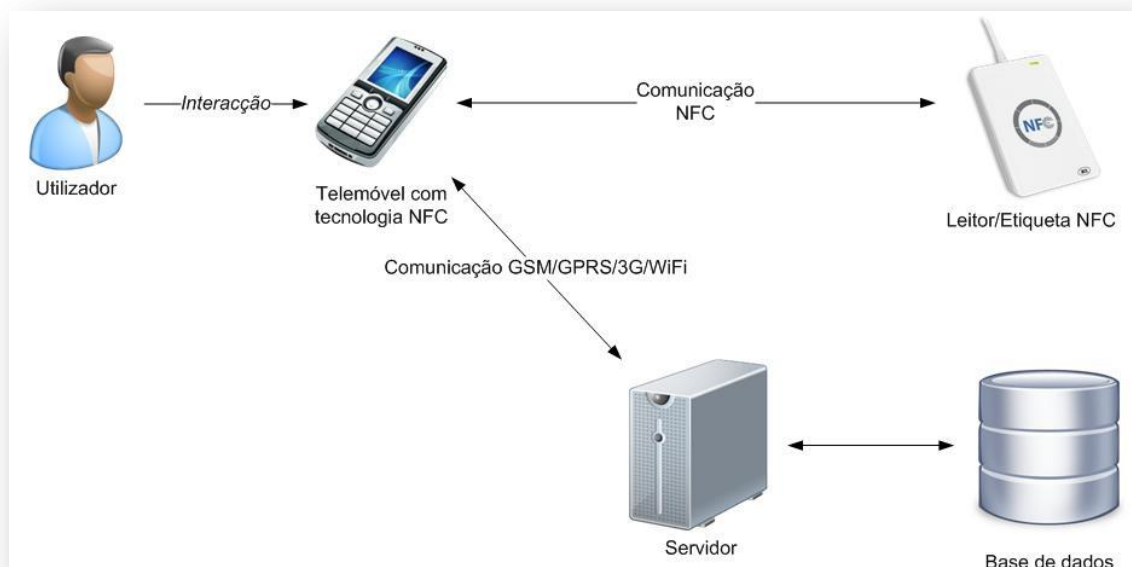 Interacção
Comunicação
NFC
NFC
Utilizador
Telemóvel com
tecnologia NFC
Leitor/Etiqueta NFC
Comunicação GSM/GPRS/3G/WiFi
Servidor
Base de dados